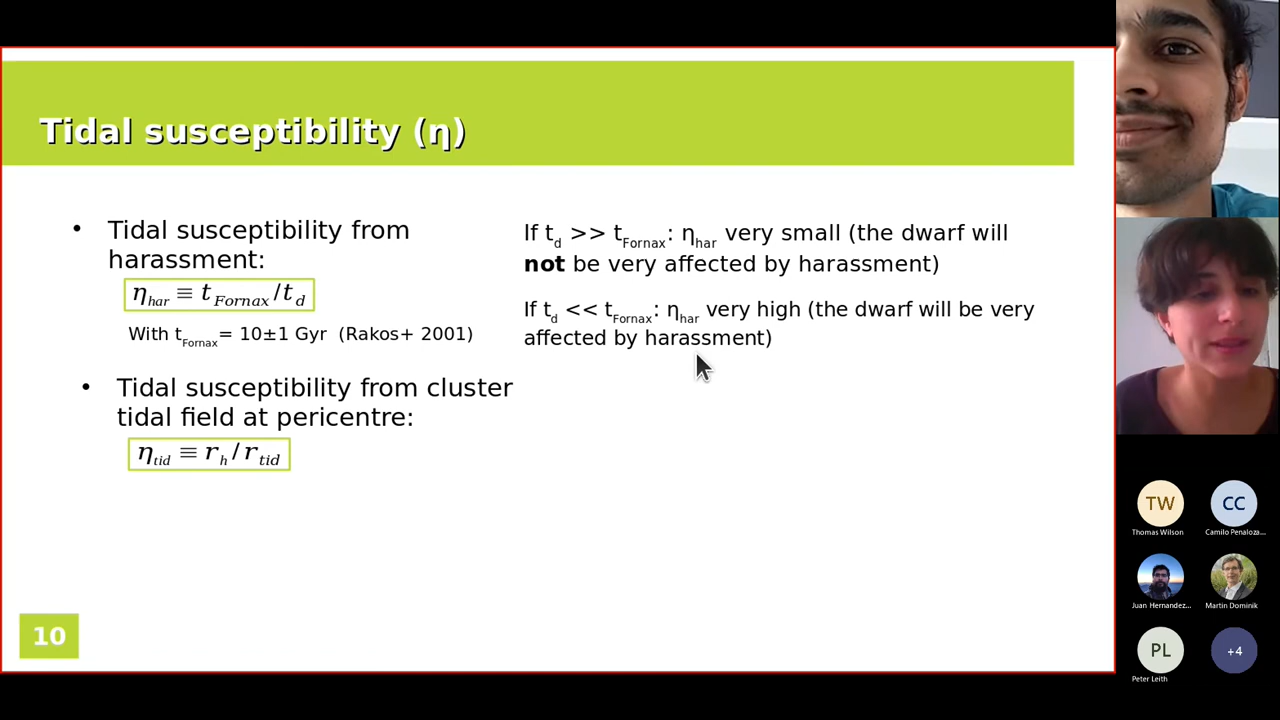 Tidal susceptibility (η)
• Tidal susceptibility from
harassment:
η_har ≡ t_Fornax / t_d
With t_Fornax= 10±1 Gyr (Rakos+ 2001)
If t_d >> t_Fornax: η_har very small (the dwarf will
not be very affected by harassment)
If t_d << t_Fornax: η_har very high (the dwarf will be very
affected by harassment)
• Tidal susceptibility from cluster
tidal field at pericentre:
η_tid ≡ r_h / r_tid
10
TW
CC
Thomas Wilson
Camilo Penaloza...
Juan Hernandez...
Martin Dominik
PL
+4
Peter Leith